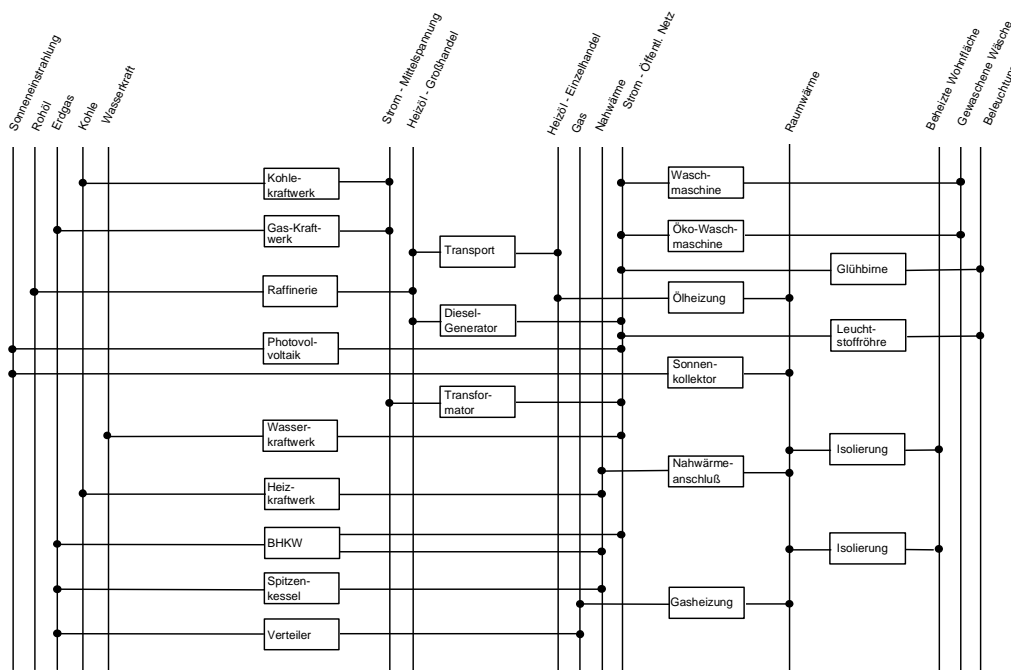 Sonneneinstrahlung
Rohöl
Erdgas
Kohle
Wasserkraft
Strom - Mittelspannung
Heizöl - Großhandel
Heizöl - Einzelhandel
Gas
Nahwärme
Strom - Öffentl. Netz
Raumwärme
Beheizte Wohnfläche
Gewaschene Wäsche
Beleuchtung
Kohle-
kraftwerk
Wasch-
maschine
Gas-Kraft-
werk
Transport
Öko-Wasch-
maschine
Glühbirne
Raffinerie
Ölheizung
Diesel-
Generator
Photovol-
voltaik
Leucht-
stoffröhre
Sonnen-
kollektor
Transfor-
mator
Wasser-
kraftwerk
Isolierung
Nahwärme-
anschluß
Heiz-
kraftwerk
BHKW
Isolierung
Spitzen-
kessel
Gasheizung
Verteiler